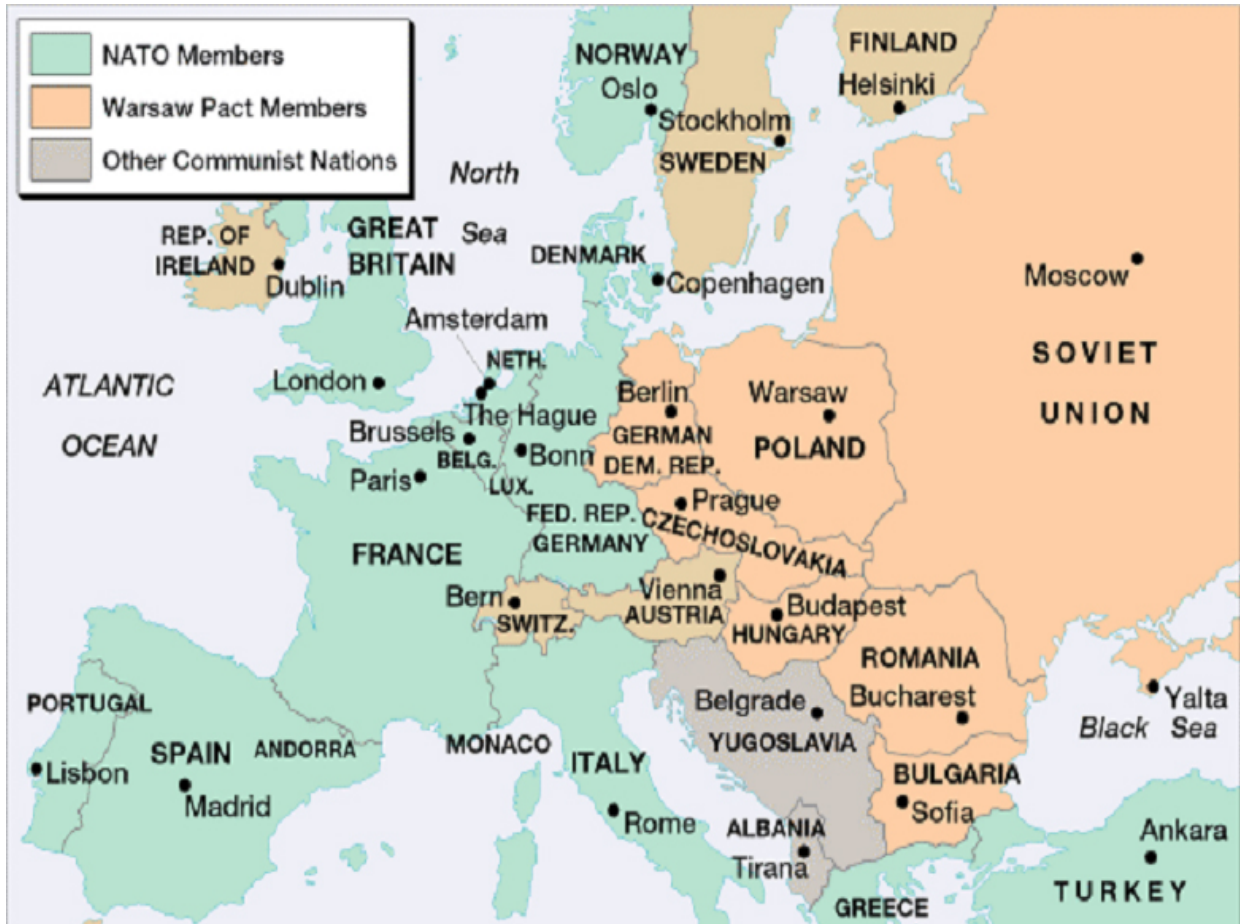 NATO Members
Warsaw Pact Members
Other Communist Nations
NORWAY
Oslo
FINLAND
Helsinki
Stockholm
SWEDEN
North
Sea
REP. OF
IRELAND
Dublin
GREAT
BRITAIN
DENMARK
Copenhagen
Moscow
SOVIET
UNION
Amsterdam
NETH.
ATLANTIC
OCEAN
London
The Hague
Brussels
BELG.
Bonn
Paris
LUX.
Berlin
GERMAN
DEM. REP.
Warsaw
POLAND
Prague
CZECHOSLOVAKIA
FED. REP.
GERMANY
FRANCE
Bern
SWITZ.
Vienna
AUSTRIA
Budapest
HUNGARY
ROMANIA
Bucharest
Yalta
Black Sea
PORTUGAL
Lisbon
SPAIN
Madrid
ANDORRA
MONACO
ITALY
Rome
Belgrade
YUGOSLAVIA
BULGARIA
Sofia
ALBANIA
Tirana
GREECE
Ankara
TURKEY